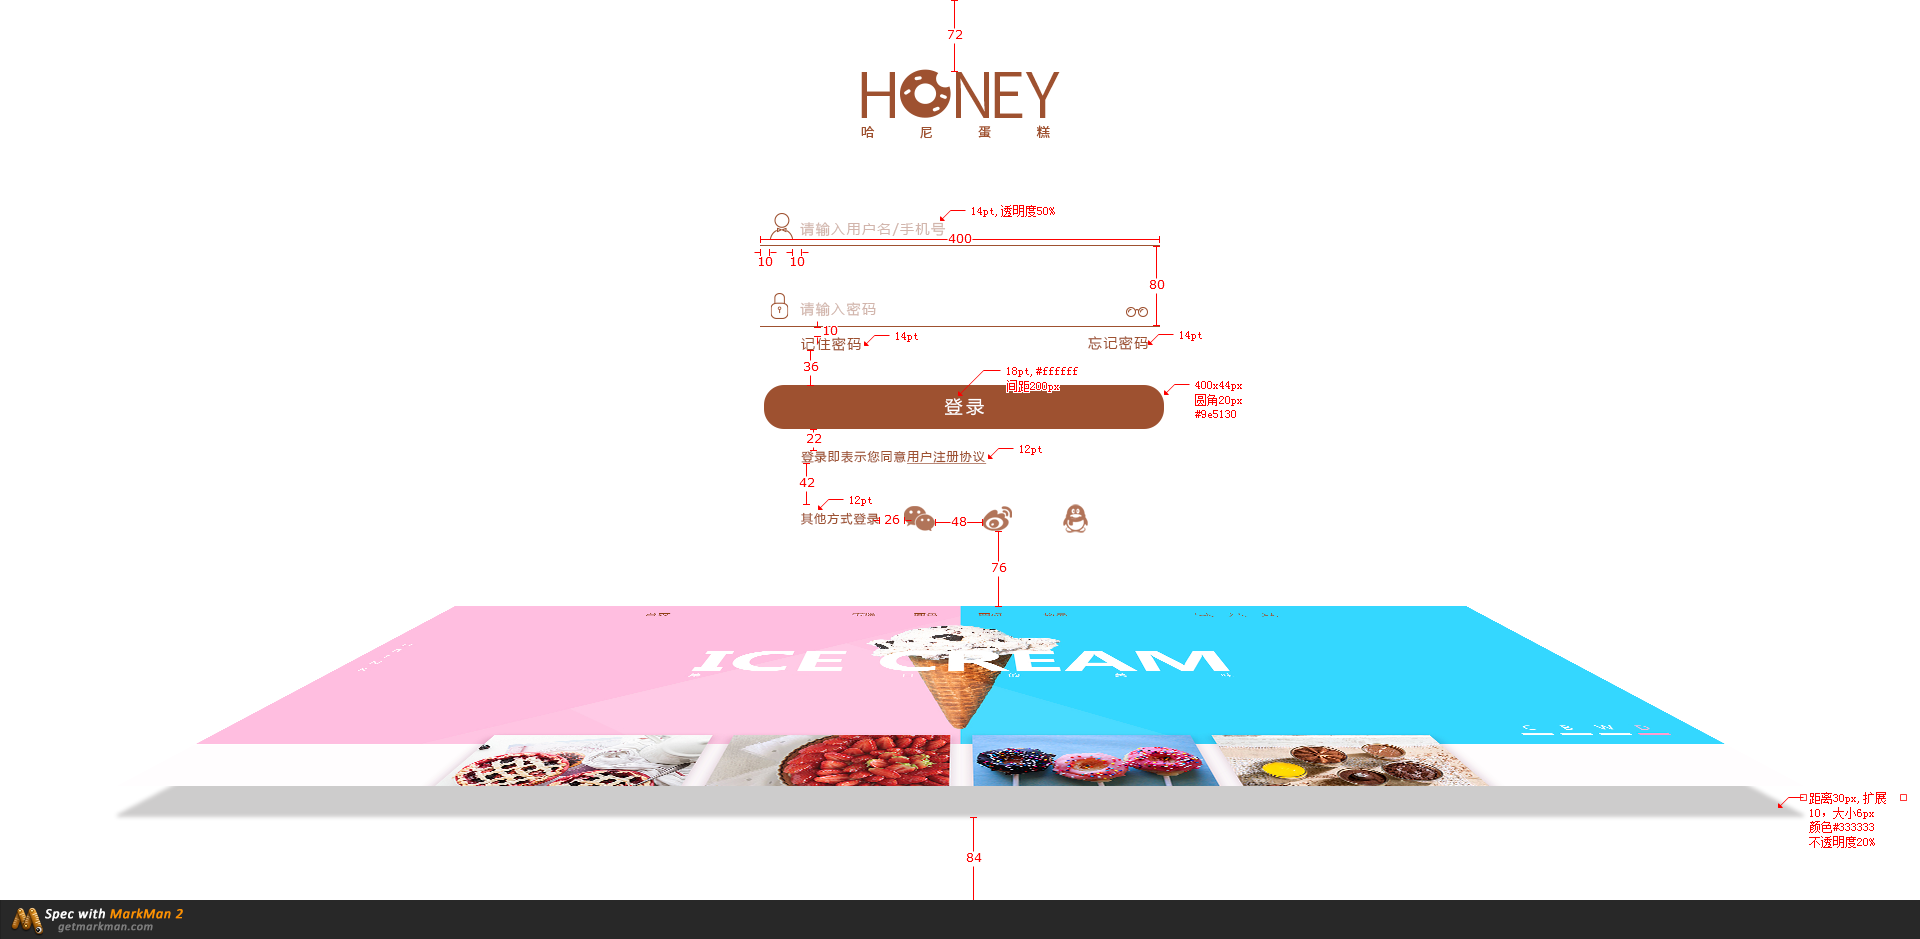 72
HONEY
哈尼蛋糕
14pt,透明度50%
请输入用户名/手机号
400
10
10
80
请输入密码
10
记住密码
14pt
忘记密码
14pt
36
18pt,#ffffff
间距200px
400x44px
圆角20px
#9e5130
登录
22
登录即表示您同意用户注册协议
12pt
42
12pt
其他方式登录
26
48
76
ICE CREAM
C B W D
距离30px,扩展
10，大小6px
颜色#333333
不透明度20%
84
Spec with MarkMan 2
getmarkman.com